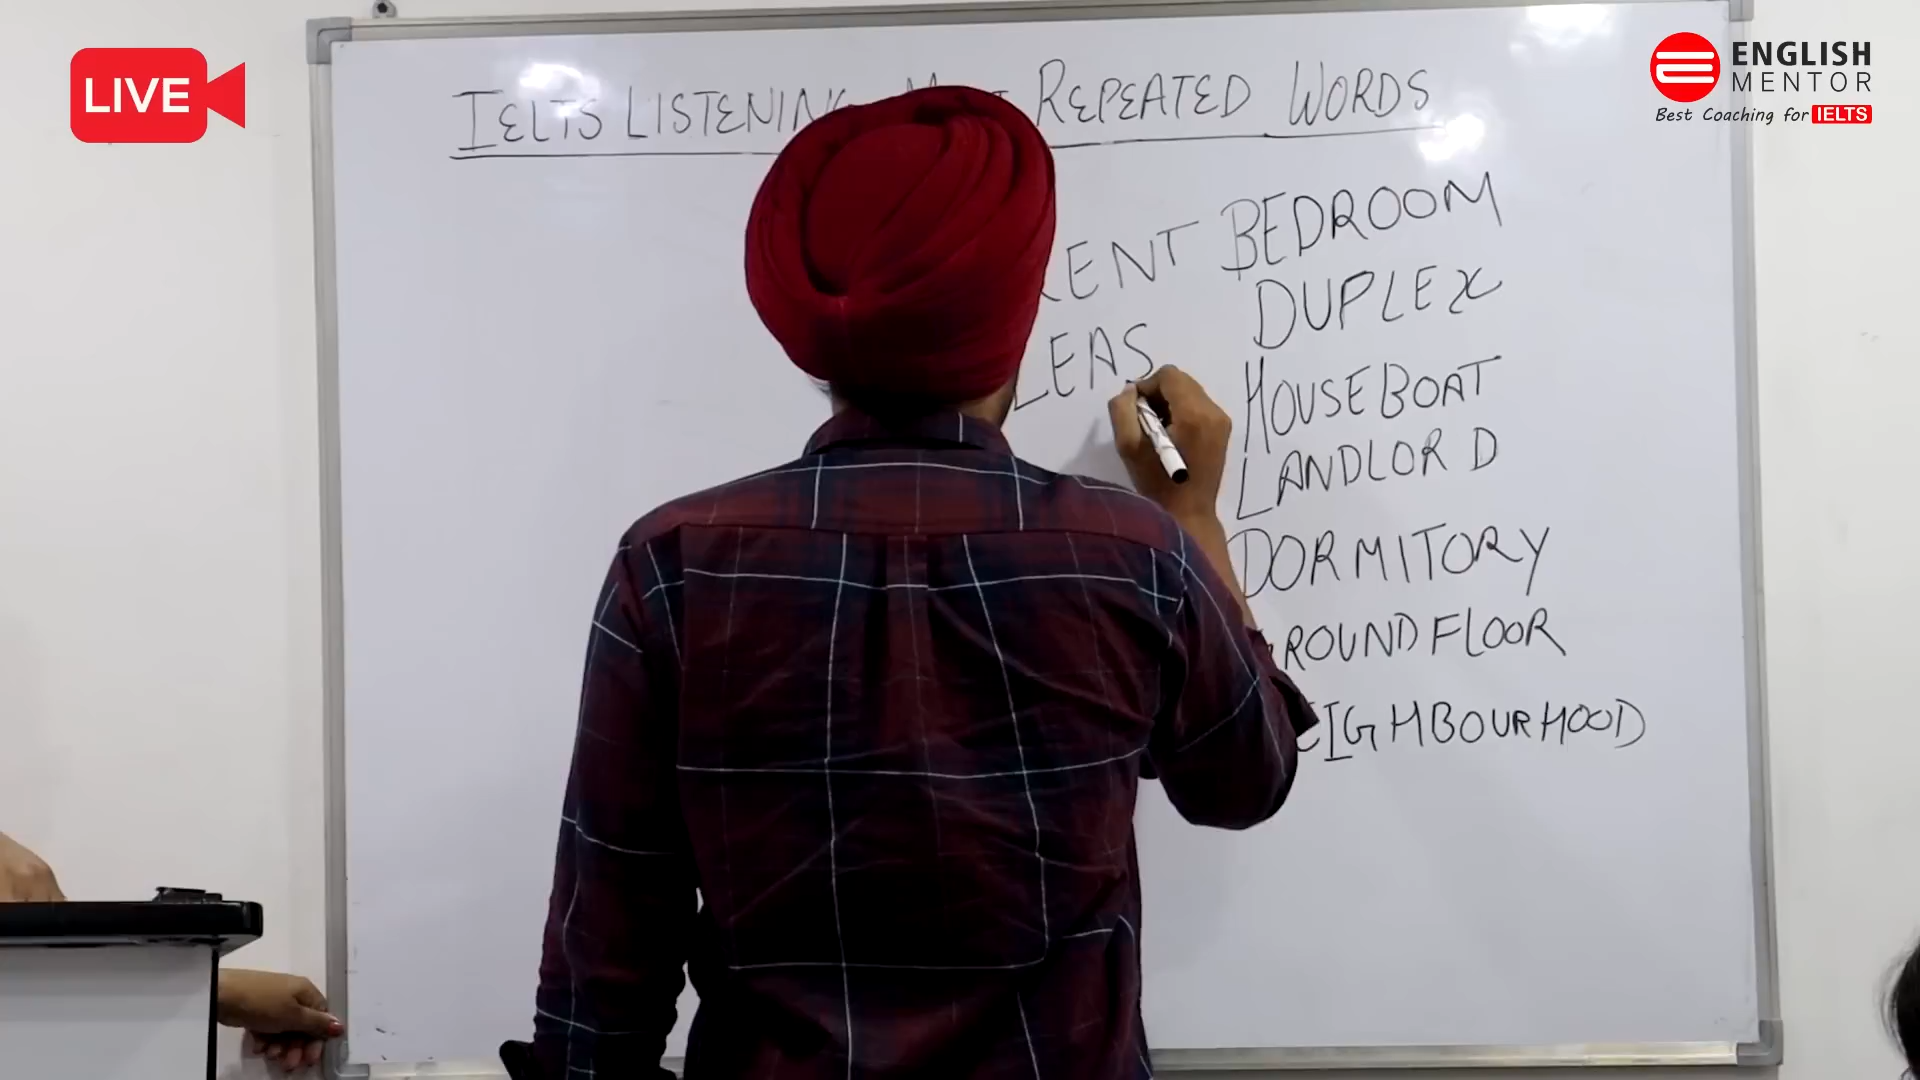 LIVE
ENGLISH
MENTOR
Best Coaching for IELTS
IELTS LISTENING REPEATED WORDS
RENT BEDROOM
LEAS DUPLEX
HOUSEBOAT
LANDLORD
DORMITORY
GROUND FLOOR
NEIGHBOURHOOD